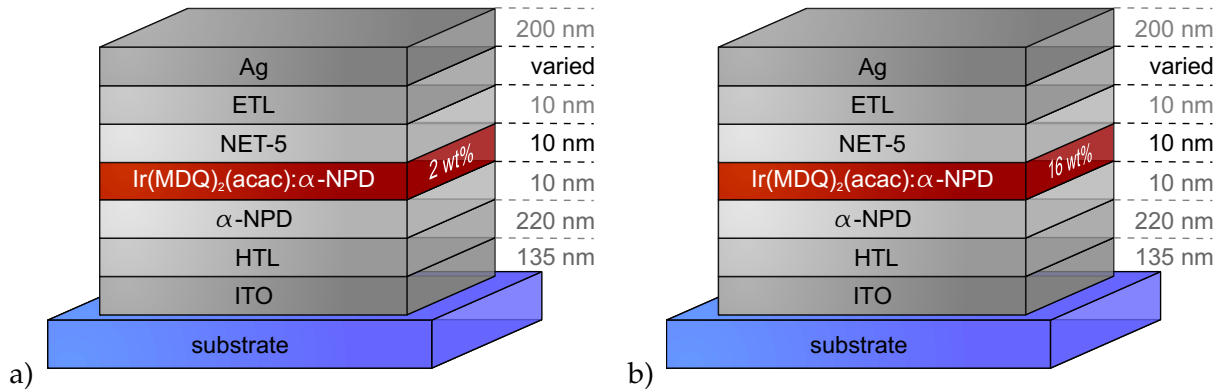 200 nm
Ag
varied
ETL
10 nm
NET-5
10 nm
Ir(MDQ)₂(acac):α-NPD
2 wt%
10 nm
α-NPD
220 nm
HTL
135 nm
ITO
substrate
a)
200 nm
Ag
varied
ETL
10 nm
NET-5
10 nm
Ir(MDQ)₂(acac):α-NPD
16 wt%
10 nm
α-NPD
220 nm
HTL
135 nm
ITO
substrate
b)